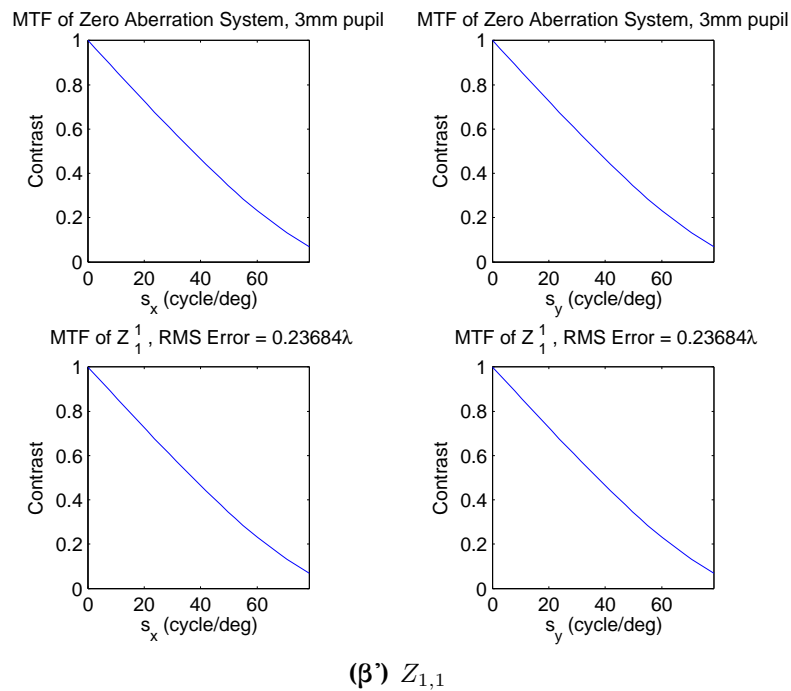 MTF of Zero Aberration System, 3mm pupil
1
0.8
0.6
0.4
0.2
0
Contrast
0 20 40 60
s_x (cycle/deg)
MTF of Zero Aberration System, 3mm pupil
1
0.8
0.6
0.4
0.2
0
Contrast
0 20 40 60
s_y (cycle/deg)
MTF of Z_1^1, RMS Error = 0.23684λ
1
0.8
0.6
0.4
0.2
0
Contrast
0 20 40 60
s_x (cycle/deg)
MTF of Z_1^1, RMS Error = 0.23684λ
1
0.8
0.6
0.4
0.2
0
Contrast
0 20 40 60
s_y (cycle/deg)
(β') Z_{1,1}